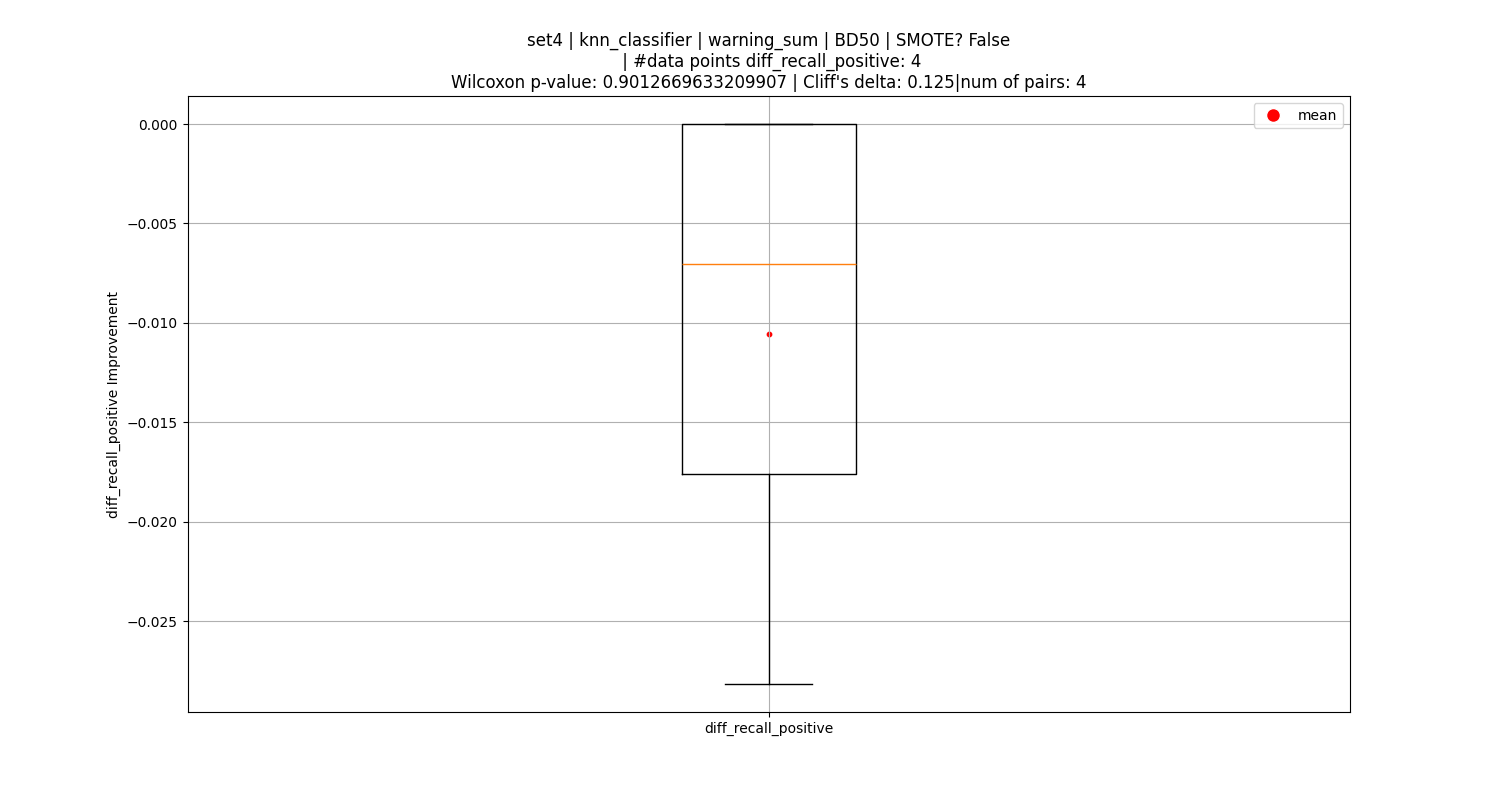 set4 | knn_classifier | warning_sum | BD50 | SMOTE? False
| #data points diff_recall_positive: 4
Wilcoxon p-value: 0.9012669633209907 | Cliff's delta: 0.125|num of pairs: 4
mean
0.000
−0.005
−0.010
−0.015
−0.020
−0.025
diff_recall_positive Improvement
diff_recall_positive